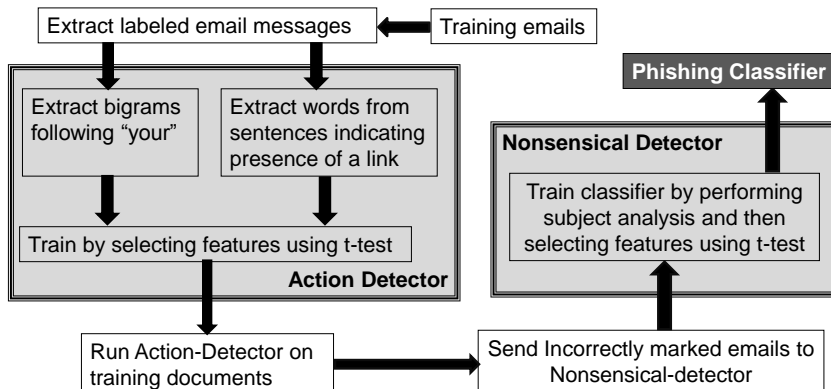 Extract labeled email messages
Training emails
Phishing Classifier
Extract bigrams
following “your”
Extract words from
sentences indicating
presence of a link
Train by selecting features using t-test
Action Detector
Nonsensical Detector
Train classifier by performing
subject analysis and then
selecting features using t-test
Run Action-Detector on
training documents
Send Incorrectly marked emails to
Nonsensical-detector